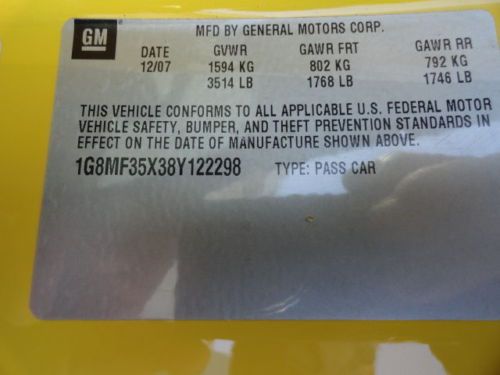 GM
MFD BY GENERAL MOTORS CORP.
DATE GVWR GAWR FRT GAWR RR
12/07 1594 KG 802 KG 792 KG
3514 LB 1768 LB 1746 LB
THIS VEHICLE CONFORMS TO ALL APPLICABLE U.S. FEDERAL MOTOR
VEHICLE SAFETY, BUMPER, AND THEFT PREVENTION STANDARDS IN
EFFECT ON THE DATE OF MANUFACTURE SHOWN ABOVE.
1G8MF35X38Y122298 TYPE: PASS CAR